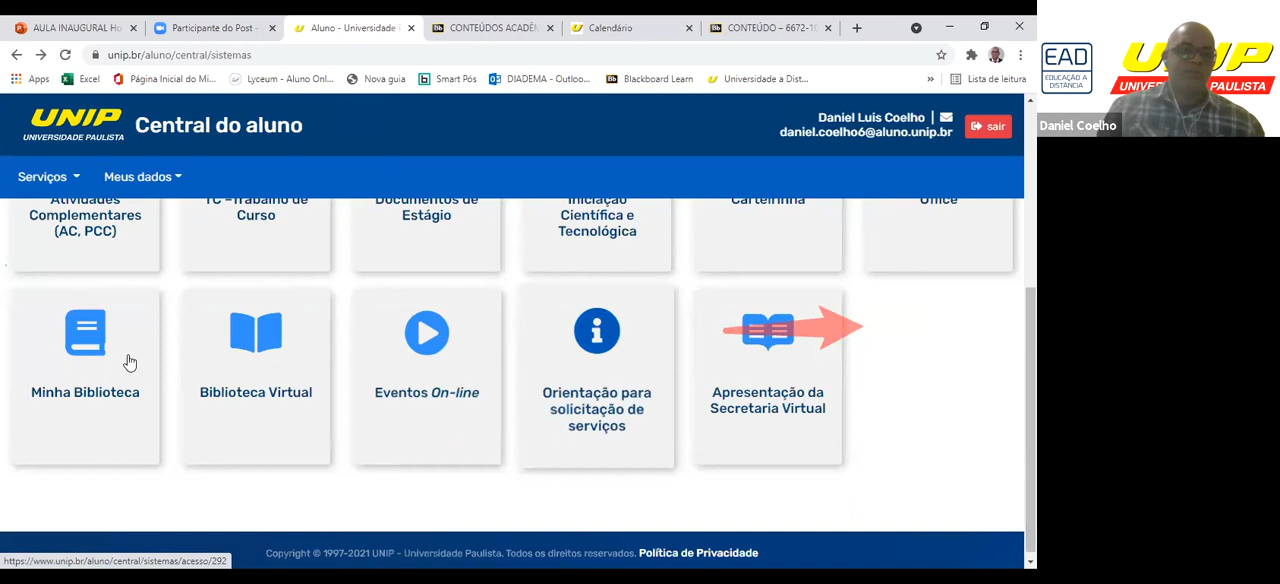 AULA INAUGRAL Ho
Participante do Post -
Aluno - Universidade
CONTEÚDOS ACADÊ
Calendário
CONTEÚDO – 6672-10
unip.br/aluno/central/sistemas
Apps
Excel
Página Inicial do Mi...
Lyceum - Aluno Onl...
Nova guia
Smart Pós
DIADEMA - Outloo...
Blackboard Learn
Universidade a Dist...
»
Lista de leitura
UNIP
UNIVERSIDADE PAULISTA
Central do aluno
Daniel Luis Coelho |
daniel.coelho6@aluno.unip.br
sair
Serviços
Meus dados
Atividades
Complementares
(AC, PCC)
TC –Trabalho de
Curso
Documentos de
Estágio
Iniciação
Científica e
Tecnológica
Carteirinha
Office
Minha Biblioteca
Biblioteca Virtual
Eventos On-line
Orientação para
solicitação de
serviços
Apresentação da
Secretaria Virtual
Copyright © 1997-2021 UNIP - Universidade Paulista. Todos os direitos reservados. Política de Privacidade
https://www.unip.br/aluno/central/sistemas/acesso/292
EAD
EDUCAÇÃO A
DISTÂNCIA
Daniel Coelho